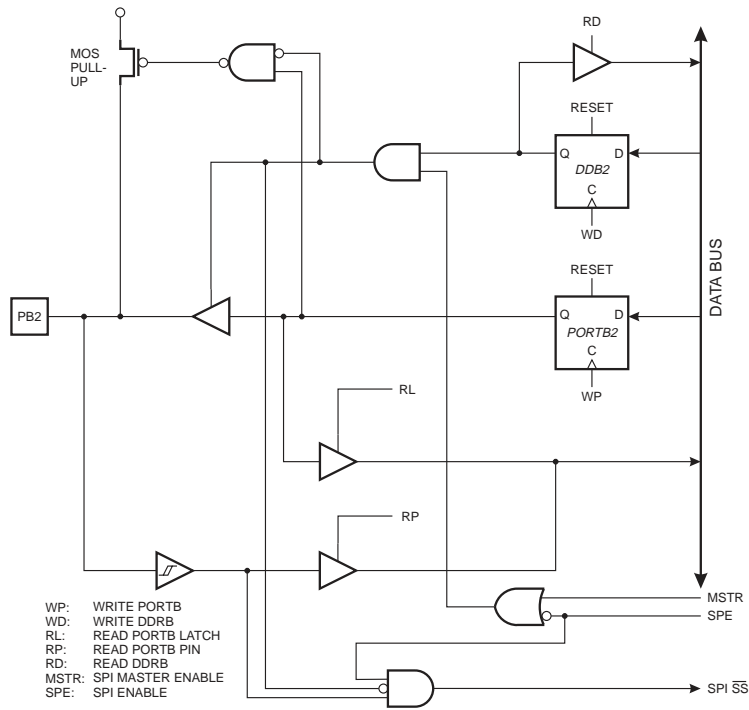 RD
MOS
PULL-
UP
RESET
Q D
DDB2
C
WD
RESET
PB2
Q D
PORTB2
C
WP
DATA BUS
RL
RP
WP: WRITE PORTB
WD: WRITE DDRB
RL: READ PORTB LATCH
RP: READ PORTB PIN
RD: READ DDRB
MSTR: SPI MASTER ENABLE
SPE: SPI ENABLE
MSTR
SPE
SPI S̅S̅